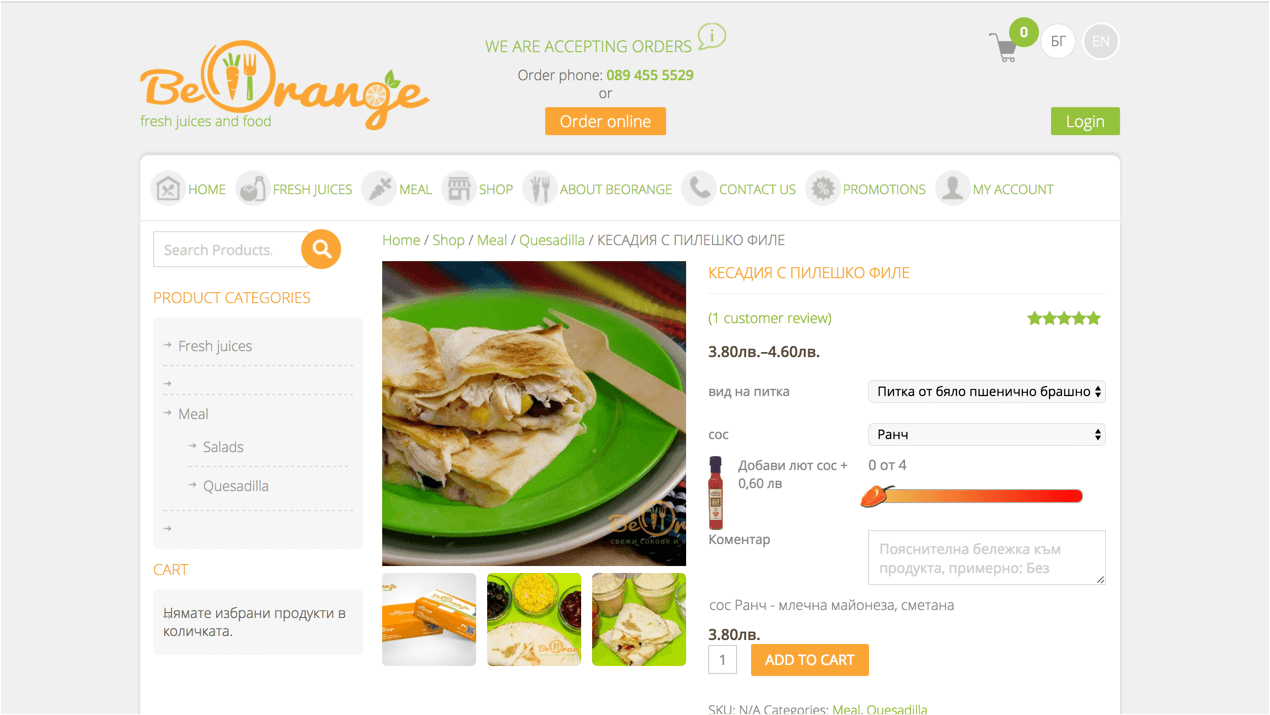 BeOrange
fresh juices and food
WE ARE ACCEPTING ORDERS i
Order phone: 089 455 5529
or
Order online
0
БГ
EN
Login
HOME
FRESH JUICES
MEAL
SHOP
ABOUT BEORANGE
CONTACT US
PROMOTIONS
MY ACCOUNT
Search Products.
PRODUCT CATEGORIES
Fresh juices
Meal
Salads
Quesadilla
CART
Нямате избрани продукти в
количката.
Home / Shop / Meal / Quesadilla / КЕСАДИЯ С ПИЛЕШКО ФИЛЕ
КЕСАДИЯ С ПИЛЕШКО ФИЛЕ
(1 customer review)
3.80лв.–4.60лв.
вид на питка
Питка от бяло пшенично брашно
сос
Ранч
Добави лют сос +
0,60 лв
0 от 4
Коментар
Пояснителна бележка към
продукта, примерно: Без
сос Ранч - млечна майонеза, сметана
3.80лв.
1
ADD TO CART
SKU: N/A Categories: Meal, Quesadilla